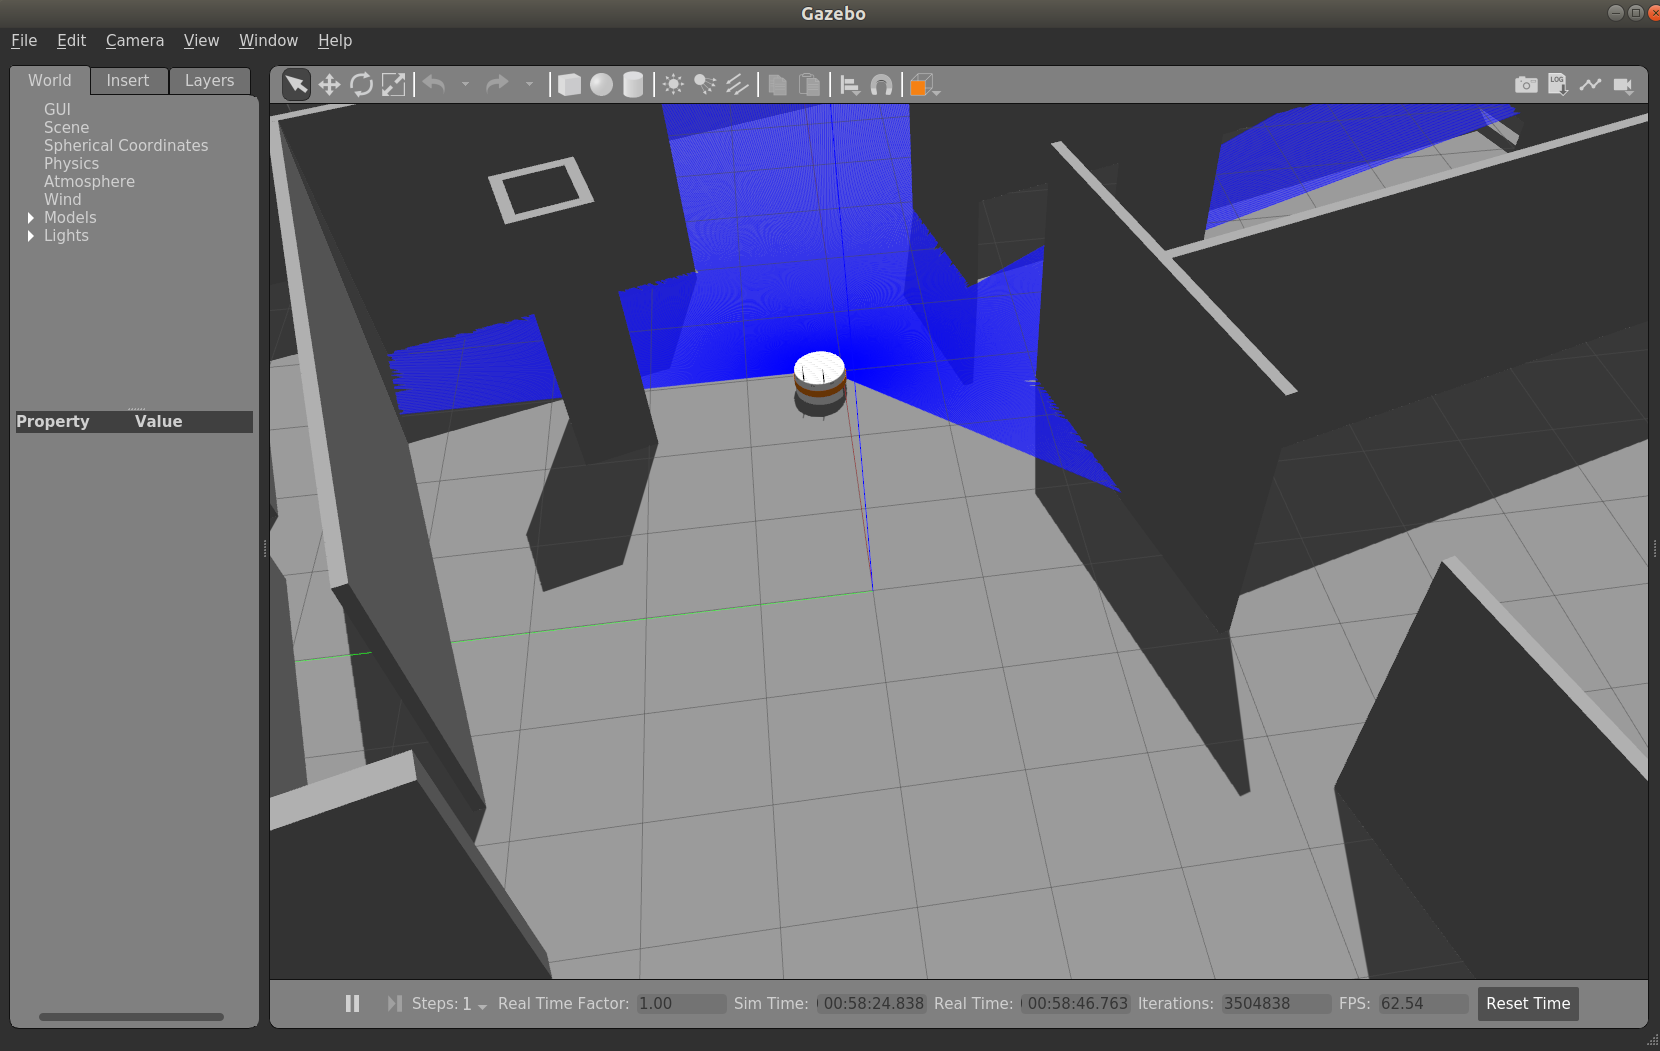 Gazebo
File Edit Camera View Window Help
World Insert Layers
GUI
Scene
Spherical Coordinates
Physics
Atmosphere
Wind
Models
Lights
Property Value
LOG
Steps: 1 Real Time Factor: 1.00 Sim Time: 00:58:24.838 Real Time: 00:58:46.763 Iterations: 3504838 FPS: 62.54 Reset Time